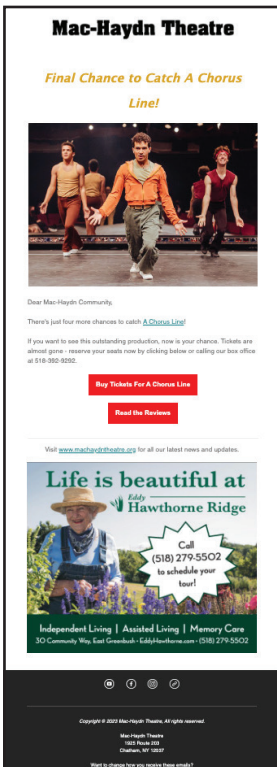 Mac-Haydn Theatre
Final Chance to Catch A Chorus
Line!
Dear Mac-Haydn Community,
There's just four more chances to catch A Chorus Line!
If you want to see this outstanding production, now is your chance. Tickets are
almost gone - reserve your seats now by clicking below or calling our box office
at 518-392-9292.
Buy Tickets For A Chorus Line
Read the Reviews
Visit www.machaydntheatre.org for all our latest news and updates.
Life is beautiful at
Eddy
Hawthorne Ridge
Call
(518) 279-5502
to schedule your
tour!
Independent Living | Assisted Living | Memory Care
30 Community Way, East Greenbush • EddyHawthorne.com • (518) 279-5502
Copyright © 2023 Mac-Haydn Theatre, All rights reserved.
Mac-Haydn Theatre
1925 Route 203
Chatham, NY 12037
Want to change how you receive these emails?